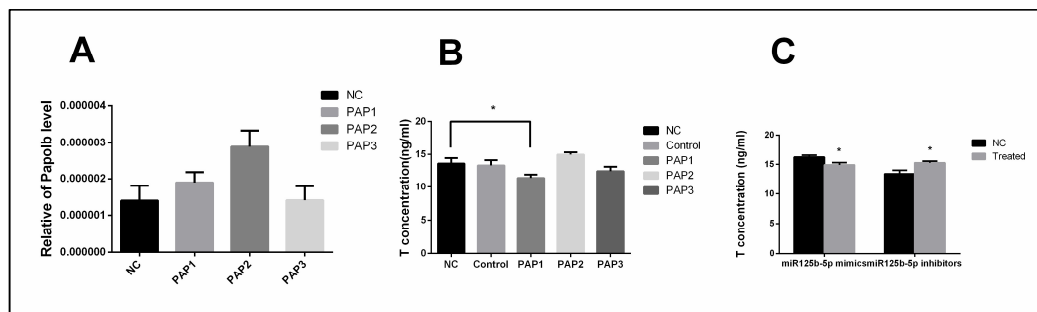 A
Relative of Papolb level
0.000004
0.000003
0.000002
0.000001
0.000000
NC
PAP1
PAP2
PAP3
NC
PAP1
PAP2
PAP3
B
T concentration(ng/ml)
20
15
10
5
0
*
NC
Control
PAP1
PAP2
PAP3
NC
Control
PAP1
PAP2
PAP3
C
T concentration (ng/ml)
20
15
10
5
0
*
*
NC
Treated
miR125b-5p mimics
miR125b-5p inhibitors